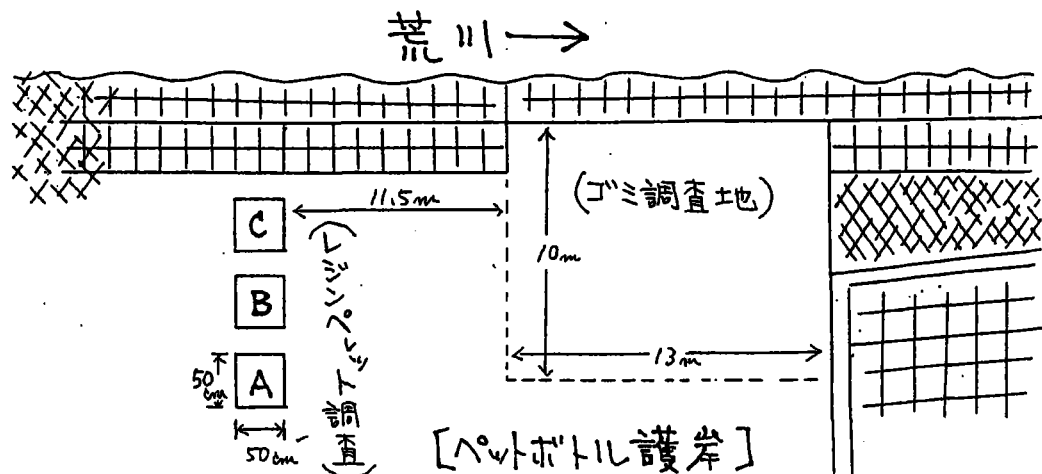 荒川
11.5m
(ゴミ調査地)
C
(レジンペレット調査)
10m
B
13m
50cm
A
50cm
[ペットボトル護岸]